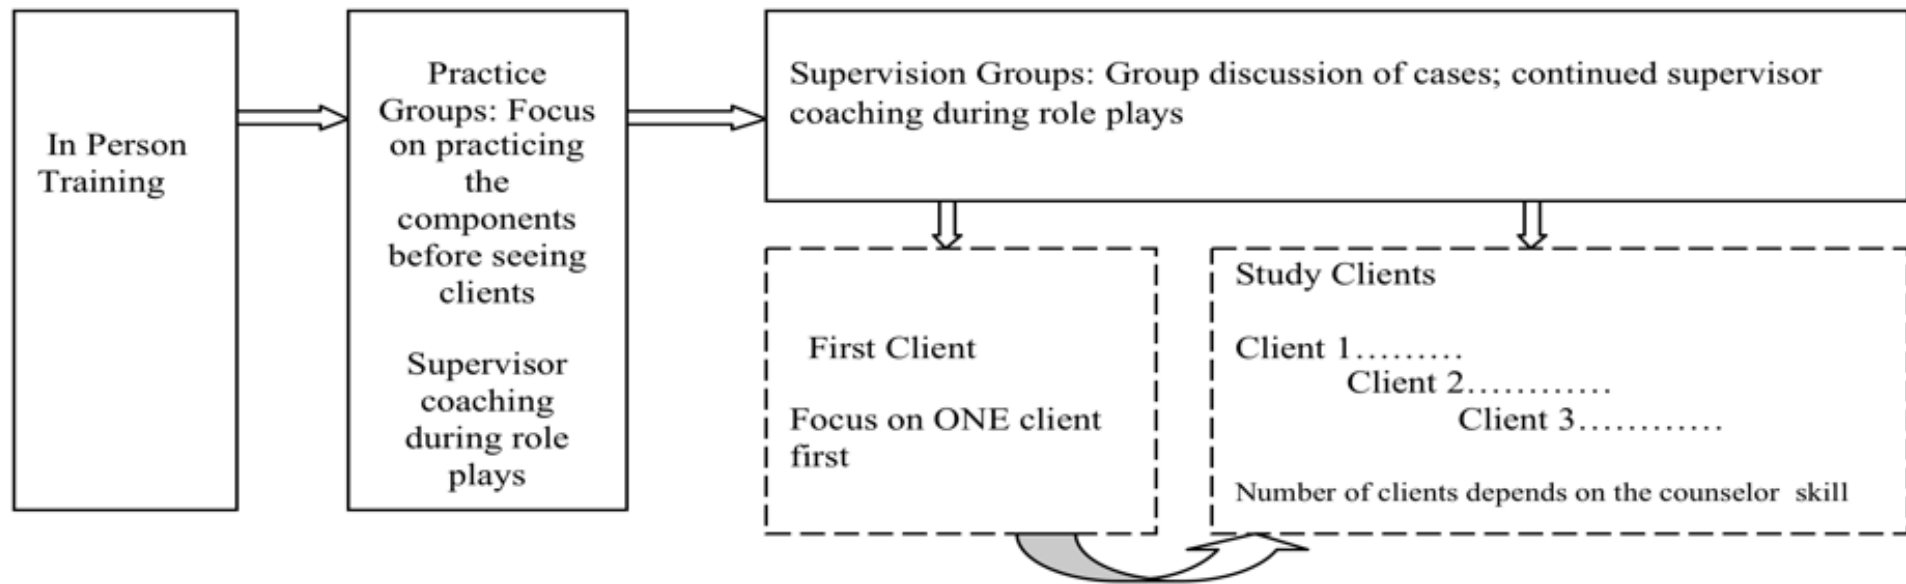 In Person
Training
Practice
Groups: Focus
on practicing
the
components
before seeing
clients
Supervisor
coaching
during role
plays
Supervision Groups: Group discussion of cases; continued supervisor
coaching during role plays
First Client
Focus on ONE client
first
Study Clients
Client 1.........
Client 2............
Client 3............
Number of clients depends on the counselor  skill